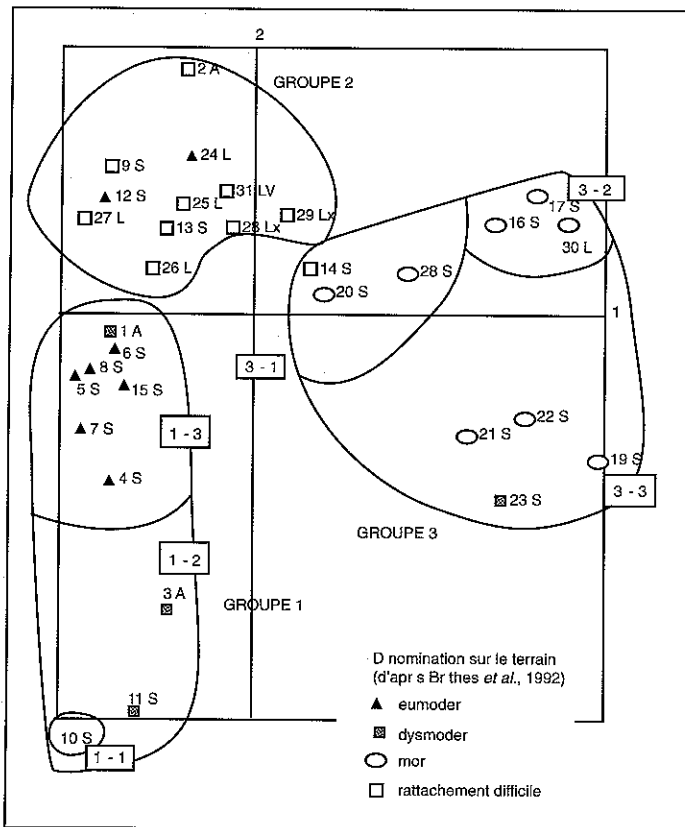 2
2 A
GROUPE 2
24 L
9 S
31 LV
12 S
25 L
29 Lx
27 L
13 S
28 Lx
26 L
3 - 2
17 S
16 S
30 L
14 S
28 S
20 S
1
1 A
6 S
8 S
5 S
15 S
3 - 1
7 S
1 - 3
22 S
21 S
19 S
4 S
23 S
3 - 3
GROUPE 3
1 - 2
3 A
GROUPE 1
11 S
10 S
1 - 1
D nomination sur le terrain
(d'apr s Br thes et al., 1992)
eumoder
dysmoder
mor
rattachement difficile